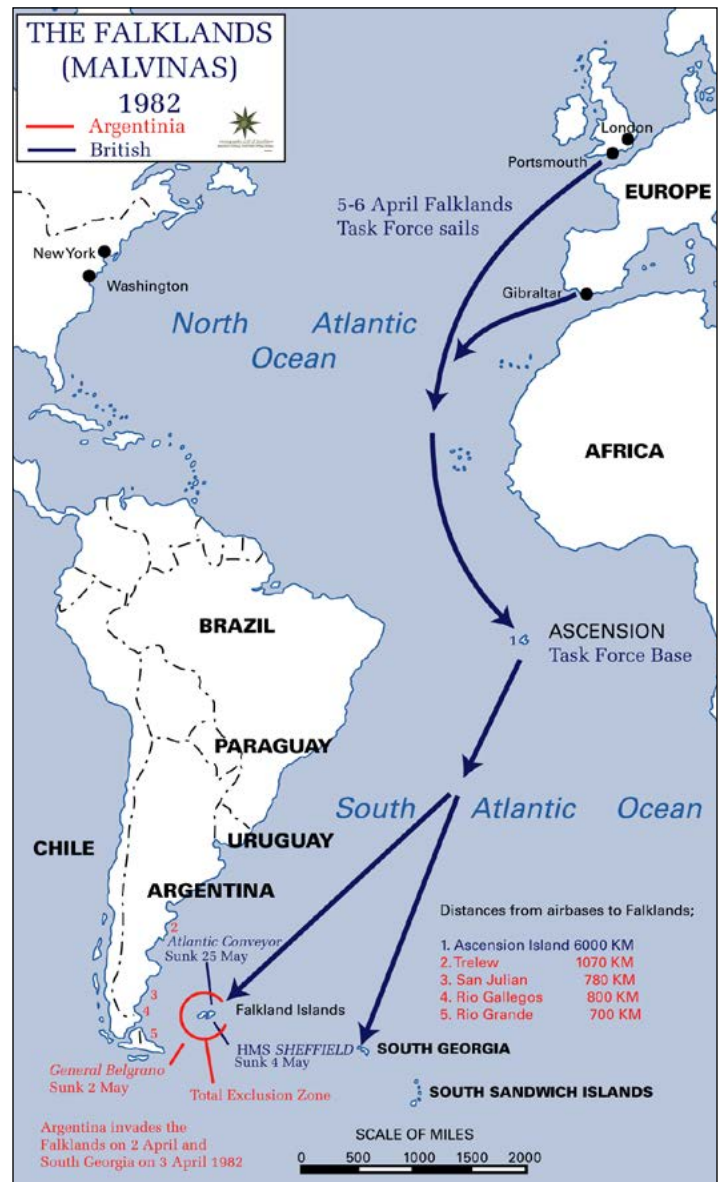 THE FALKLANDS
(MALVINAS)
1982
Argentinia
British
London
Portsmouth
EUROPE
5-6 April Falklands
Task Force sails
New York
Washington
Gibraltar
North Atlantic
Ocean
AFRICA
BRAZIL
1
ASCENSION
Task Force Base
PARAGUAY
South Atlantic Ocean
URUGUAY
CHILE
ARGENTINA
2
Atlantic Conveyor
Sunk 25 May
Distances from airbases to Falklands;
1. Ascension Island 6000 KM
2. Trelew 1070 KM
3. San Julian 780 KM
4. Rio Gallegos 800 KM
5. Rio Grande 700 KM
3
4
5
Falkland Islands
HMS SHEFFIELD
Sunk 4 May
SOUTH GEORGIA
General Belgrano
Sunk 2 May
Total Exclusion Zone
SOUTH SANDWICH ISLANDS
Argentina invades the
Falklands on 2 April and
South Georgia on 3 April 1982
SCALE OF MILES
0 500 1000 1500 2000